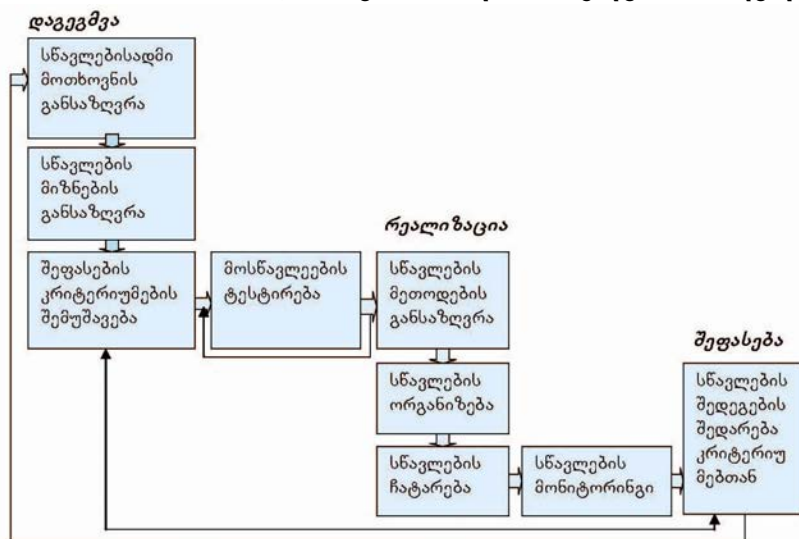 დაგეგმვა
სწავლებისადმი
მოთხოვნის
განსაზღვრა
სწავლების
მიზნების
განსაზღვრა
შეფასების
კრიტერიუმების
შემუშავება
მოსწავლეების
ტესტირება
რეალიზაცია
სწავლების
მეთოდების
განსაზღვრა
სწავლების
ორგანიზება
სწავლების
ჩატარება
სწავლების
მონიტორინგი
შეფასება
სწავლების
შედეგების
შედარება
კრიტერიუ
მებთან